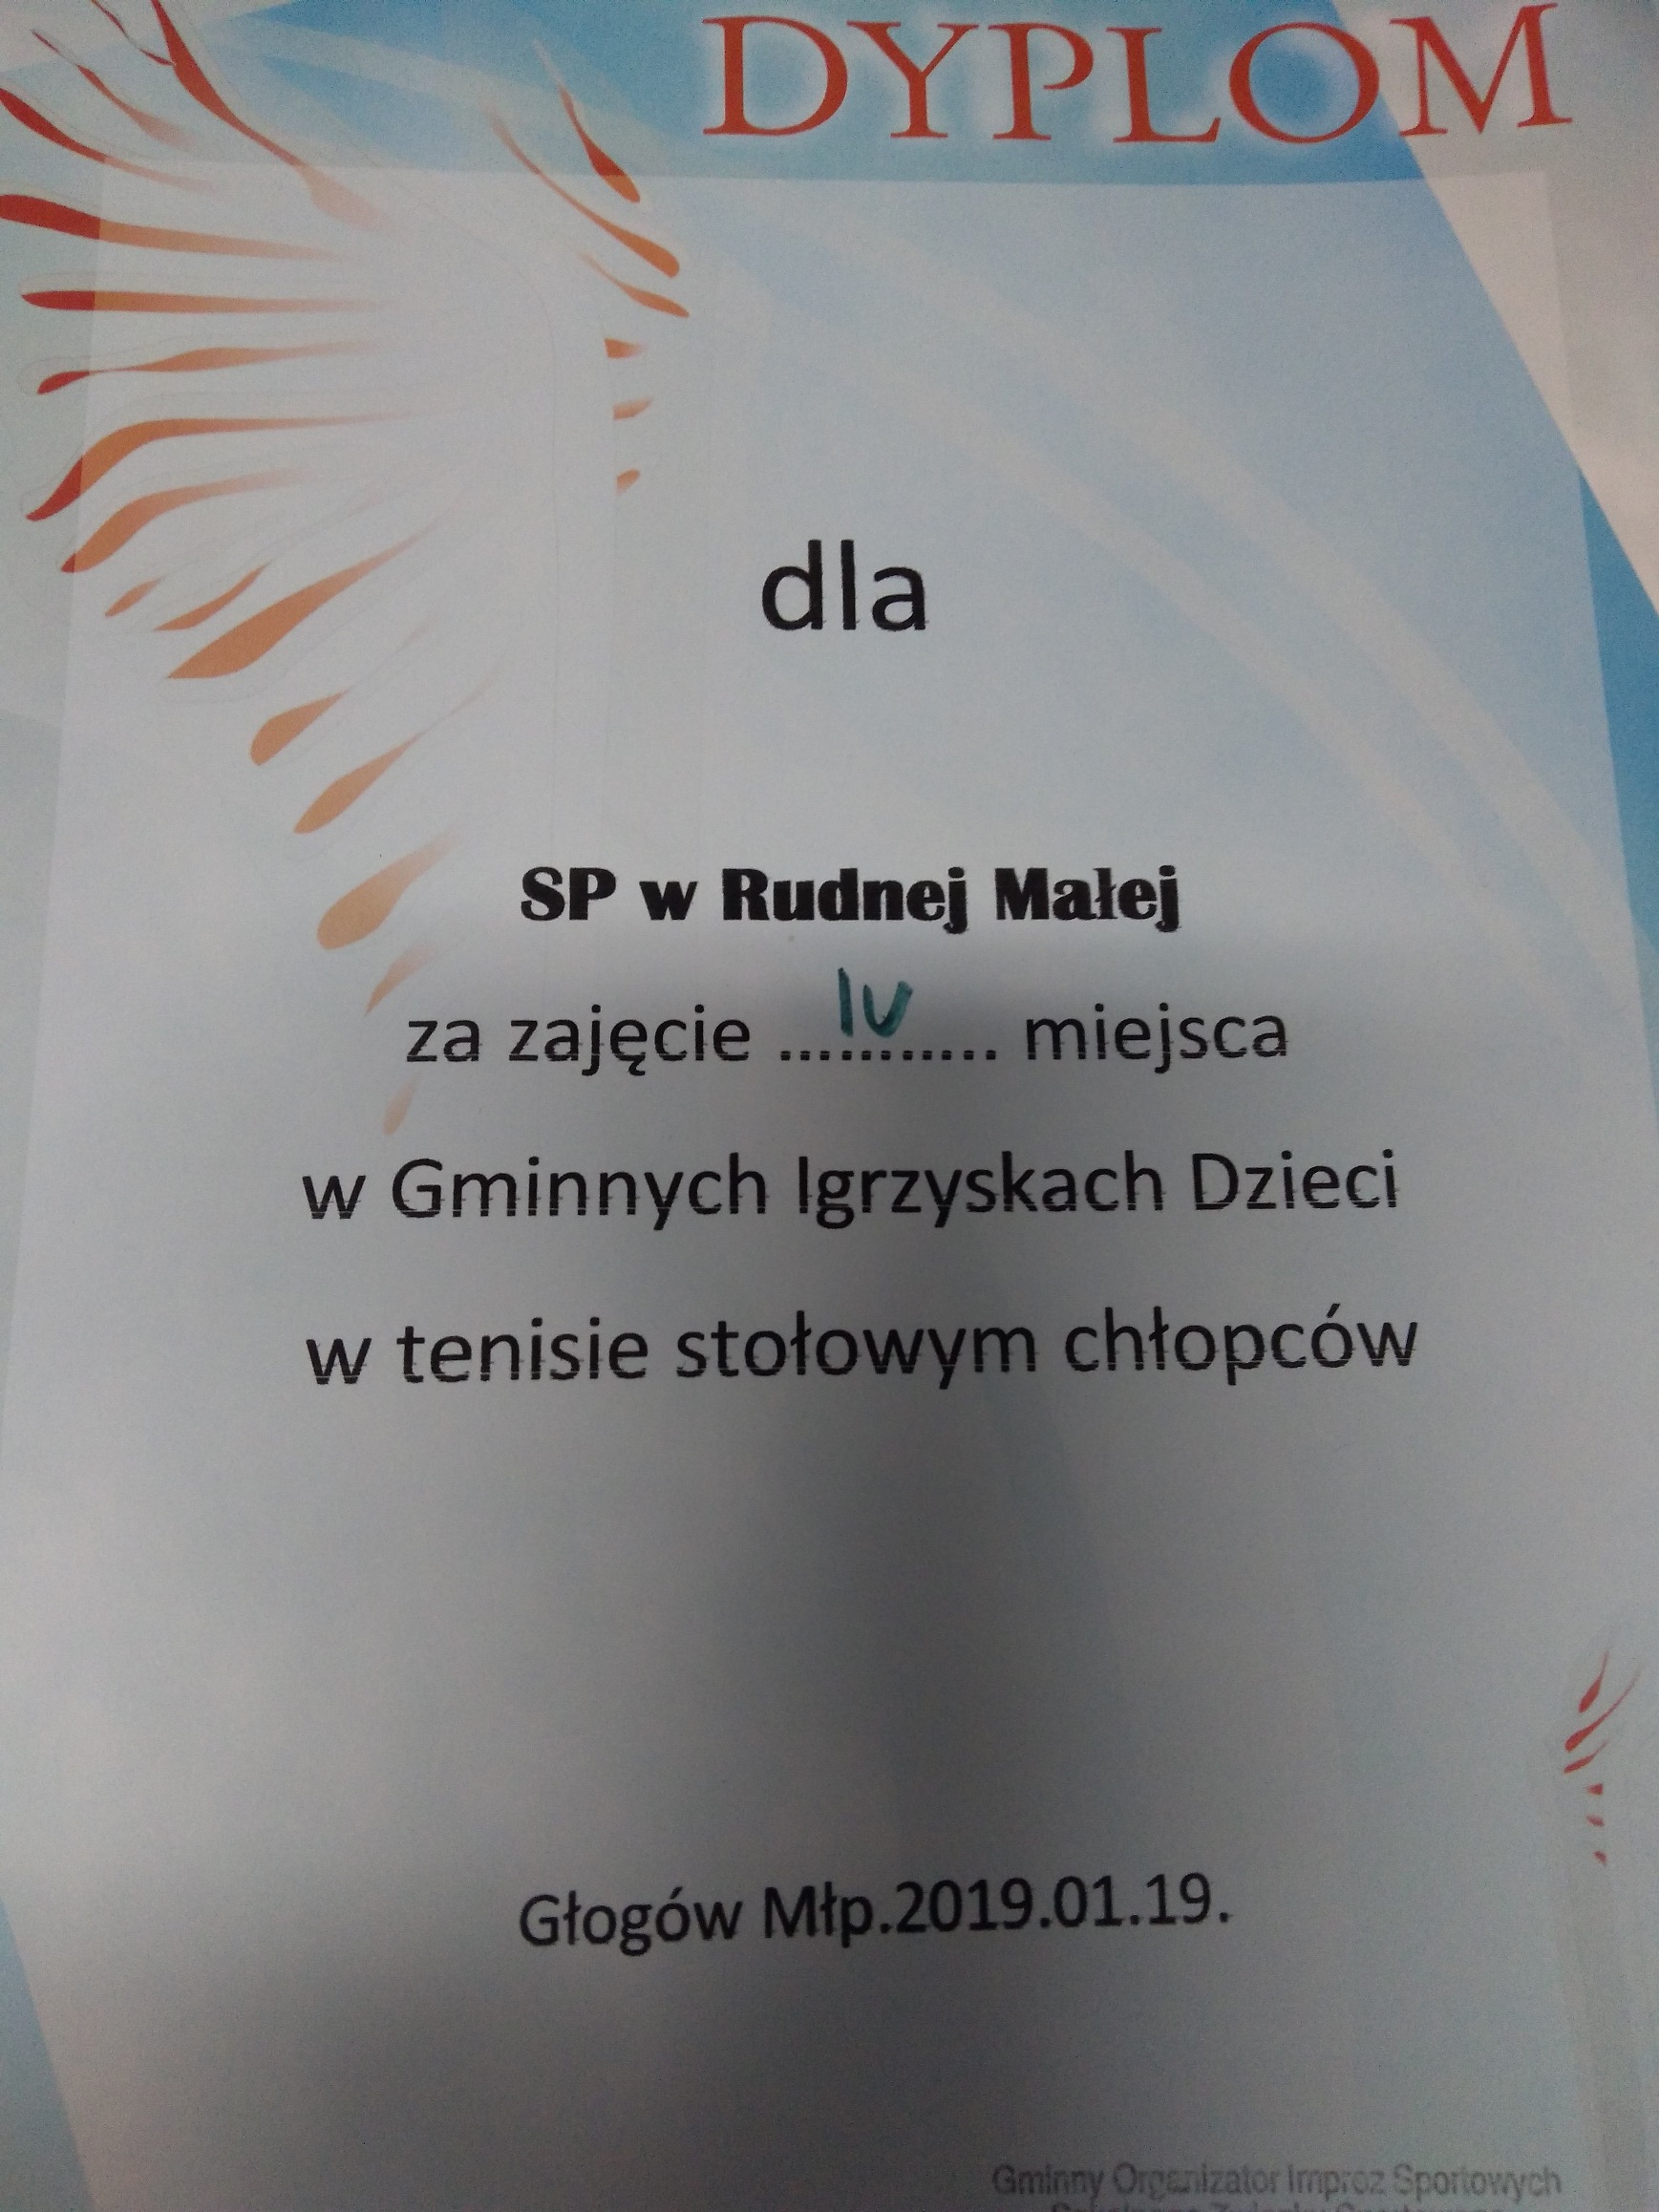 DYPLOM
dla
SP w Rudnej Małej
za zajęcie ...IV... miejsca
w Gminnych Igrzyskach Dzieci
w tenisie stołowym chłopców
Głogów Młp.2019.01.19.
Gminny Organizator Imprez Sportowych